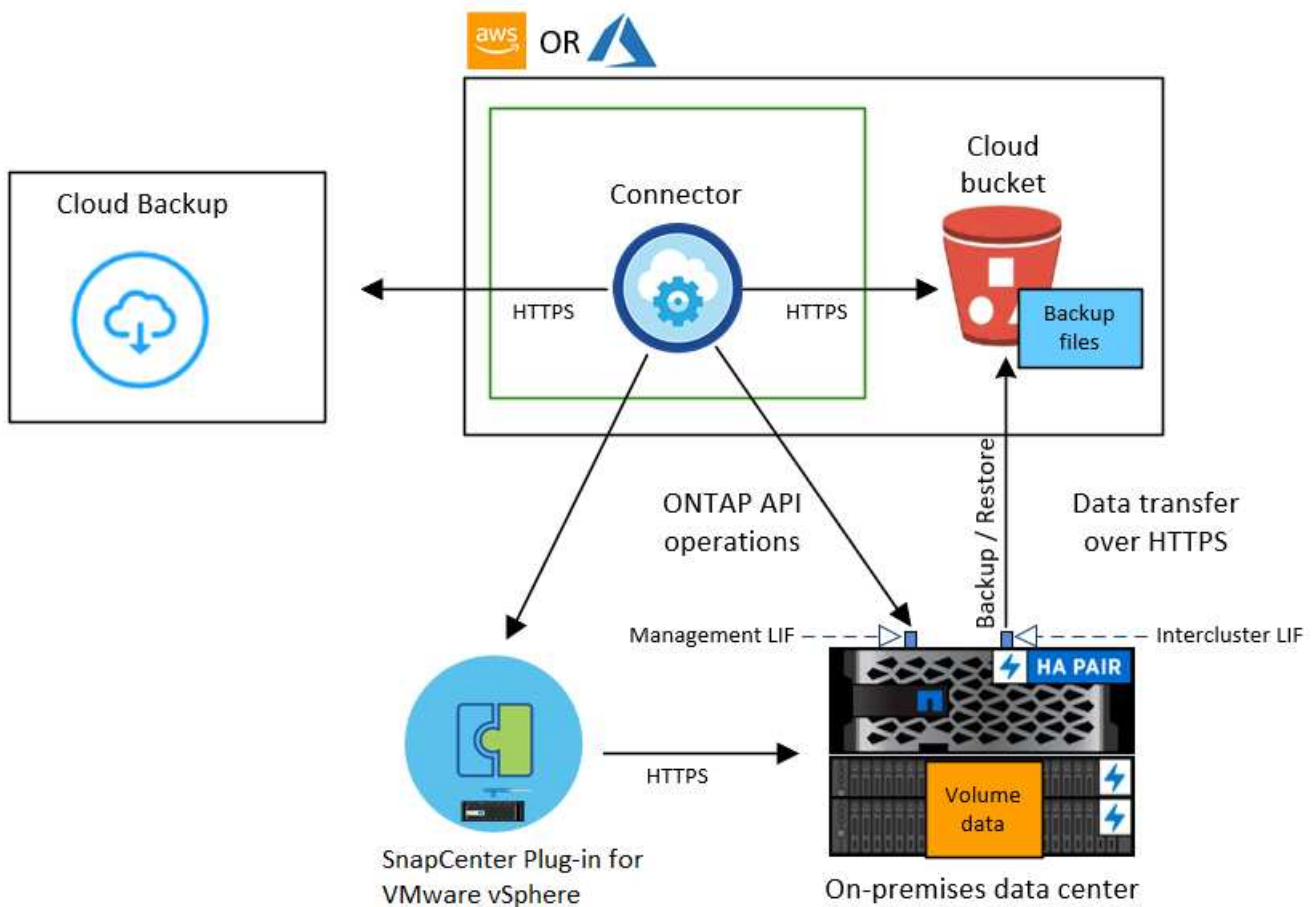 aws
OR
Cloud Backup
Connector
Cloud
bucket
HTTPS
HTTPS
Backup
files
ONTAP API
operations
Backup / Restore
Data transfer
over HTTPS
Management LIF
Intercluster LIF
HA PAIR
HTTPS
Volume
data
SnapCenter Plug-in for
VMware vSphere
On-premises data center